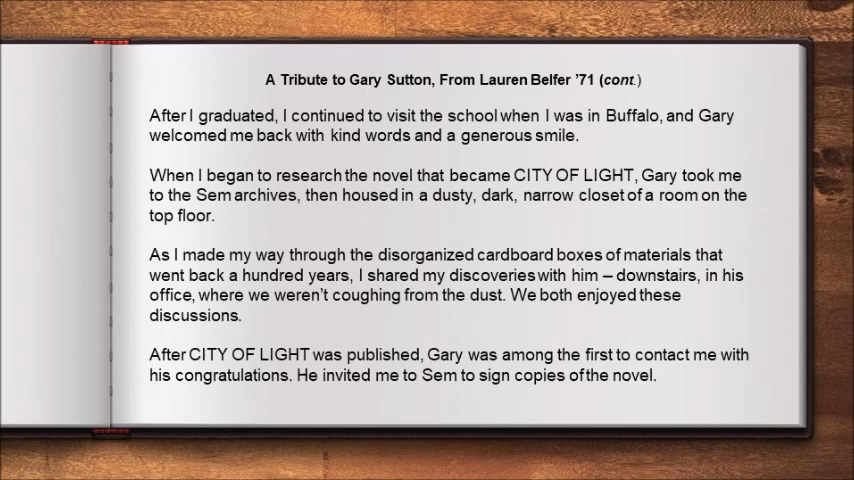 A Tribute to Gary Sutton, From Lauren Belfer ’71 (cont.)
After I graduated, I continued to visit the school when I was in Buffalo, and Gary
welcomed me back with kind words and a generous smile.
When I began to research the novel that became CITY OF LIGHT, Gary took me
to the Sem archives, then housed in a dusty, dark, narrow closet of a room on the
top floor.
As I made my way through the disorganized cardboard boxes of materials that
went back a hundred years, I shared my discoveries with him – downstairs, in his
office, where we weren’t coughing from the dust. We both enjoyed these
discussions.
After CITY OF LIGHT was published, Gary was among the first to contact me with
his congratulations. He invited me to Sem to sign copies of the novel.